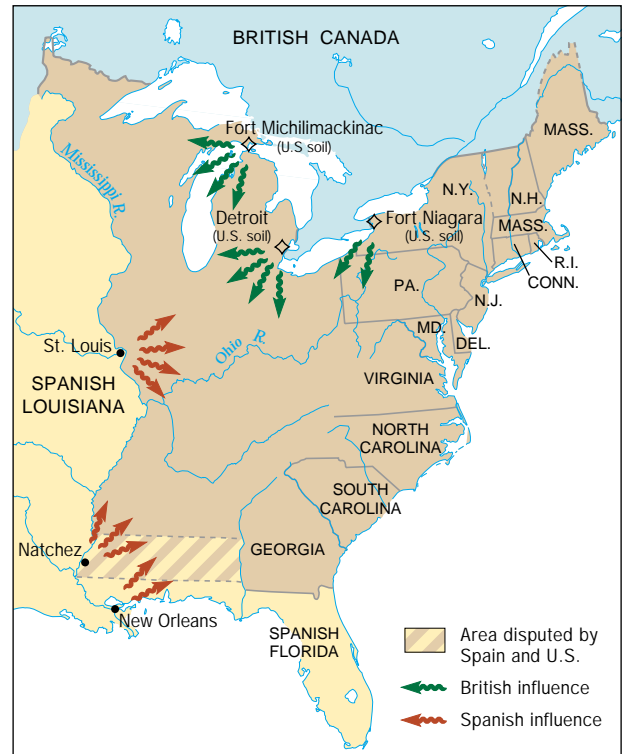 BRITISH CANADA
Fort Michilimackinac
(U.S soil)
MASS.
Mississippi R.
N.Y.
N.H.
Detroit
(U.S. soil)
Fort Niagara
(U.S. soil)
MASS.
R.I.
CONN.
PA.
N.J.
MD.
DEL.
St. Louis
Ohio R.
SPANISH
LOUISIANA
VIRGINIA
NORTH
CAROLINA
SOUTH
CAROLINA
Natchez
GEORGIA
New Orleans
SPANISH
FLORIDA
Area disputed by
Spain and U.S.
British influence
Spanish influence